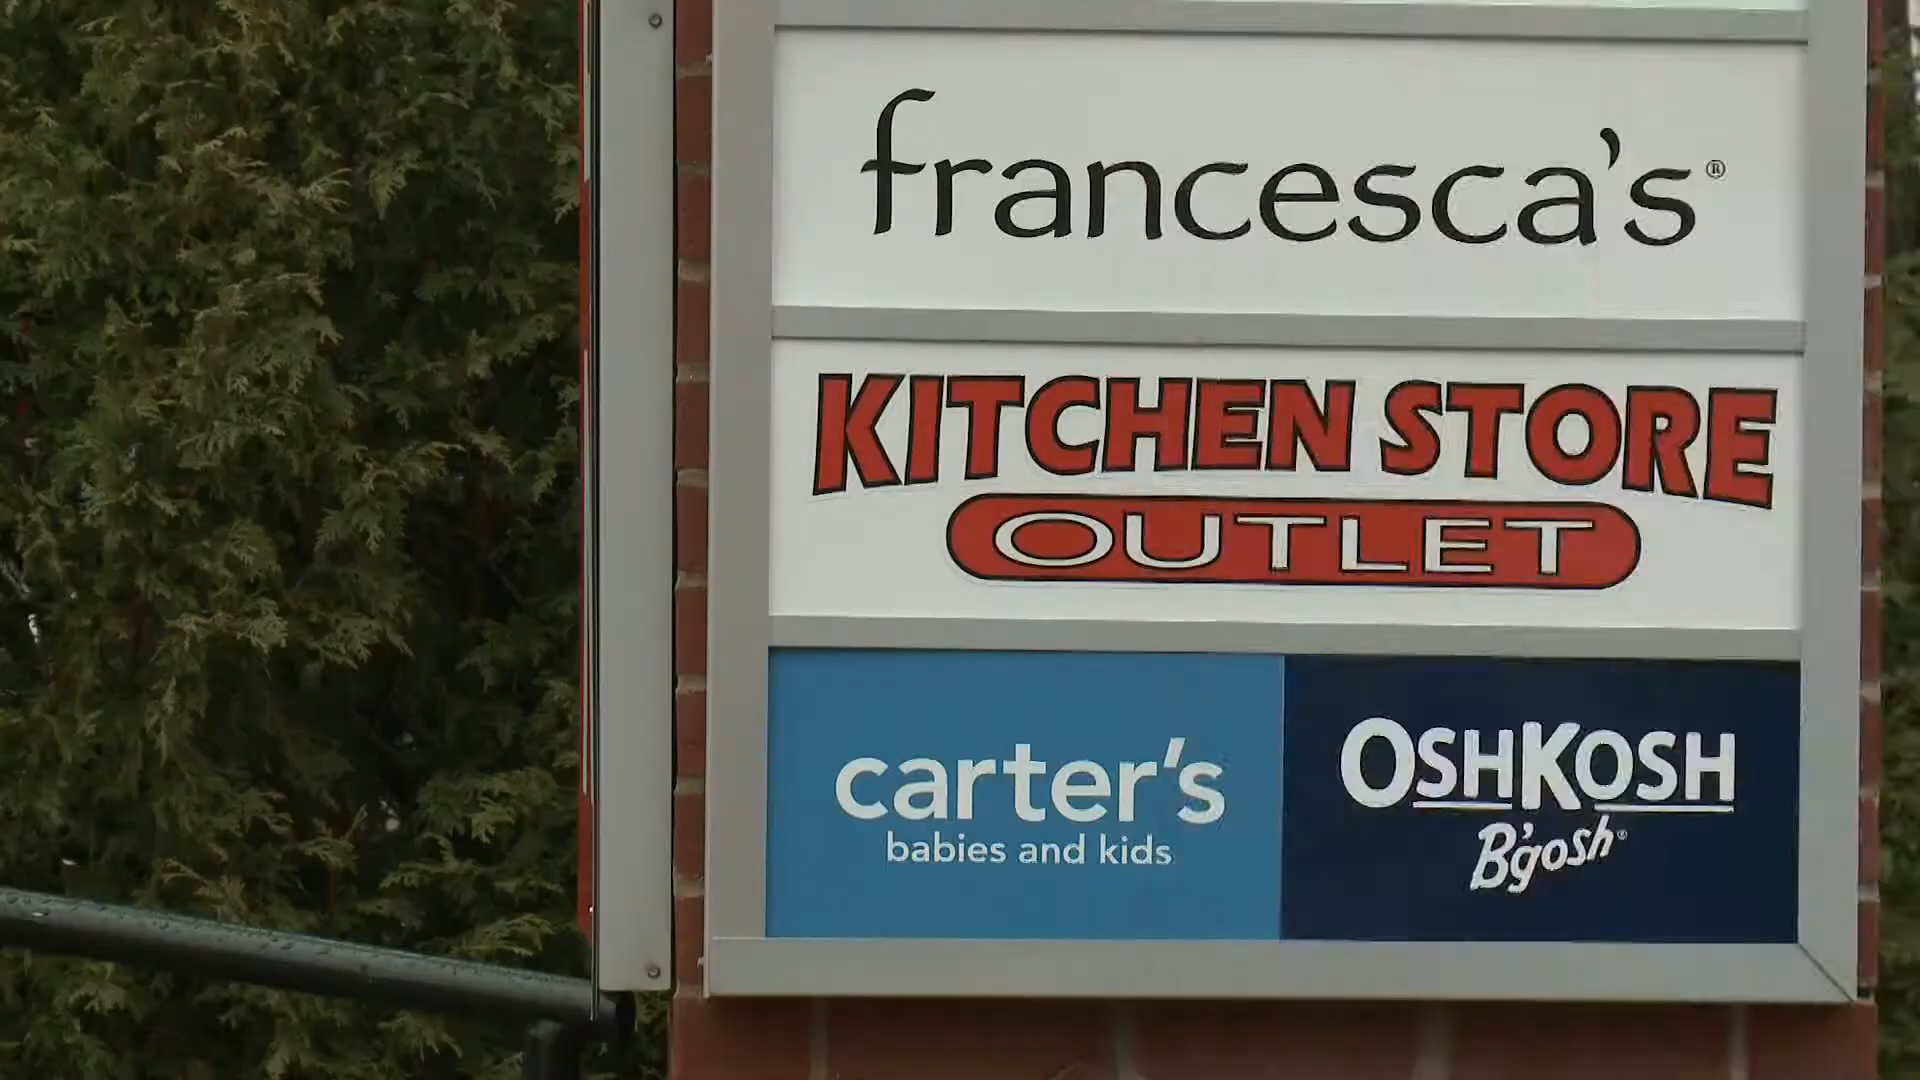 francesca's®
KITCHEN STORE
OUTLET
carter's
babies and kids
OSHKOSH
B'gosh®